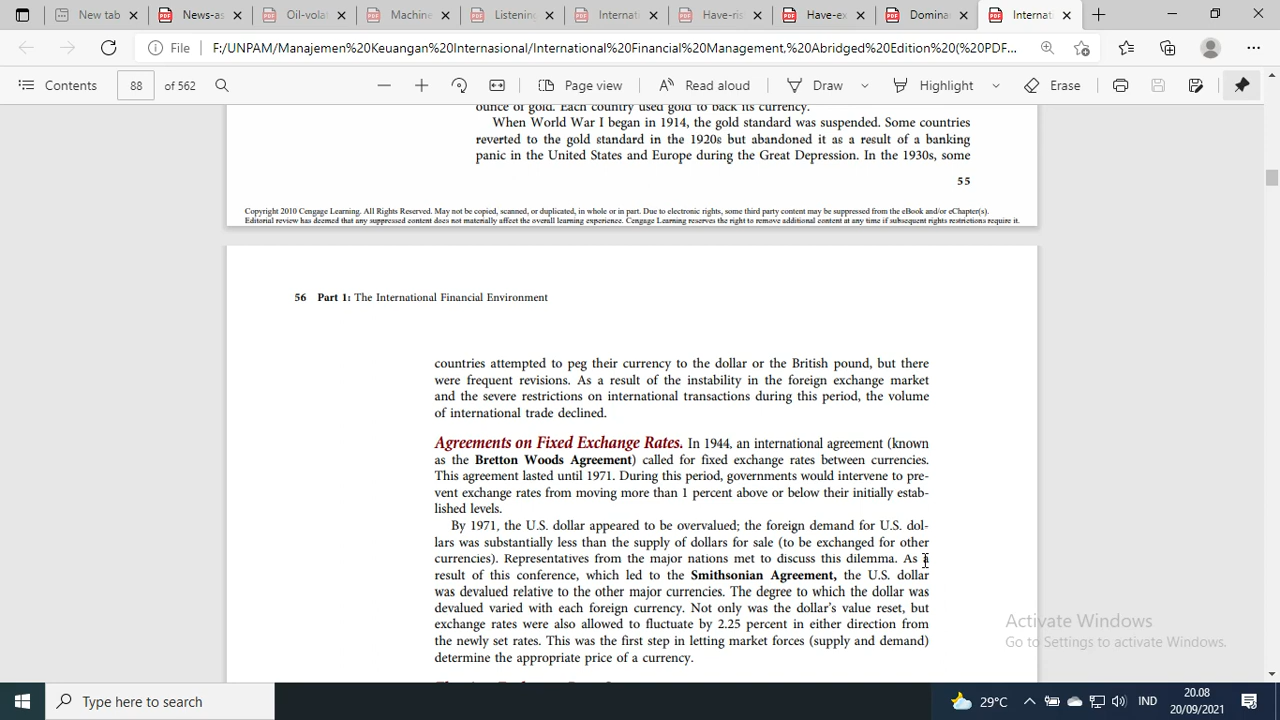 New tab
News-as
Oil-volat
Machine
Listening
Internati
Have-ris
Have-ex
Domina
Internati
File
F:/UNPAM/Manajemen%20Keuangan%20Internasional/International%20Financial%20Management,%20Abridged%20Edition%20(%20PDF...
Contents 88 of 562 Page view Read aloud Draw Highlight Erase
ounce of gold. Each country used gold to back its currency.
When World War I began in 1914, the gold standard was suspended. Some countries
reverted to the gold standard in the 1920s but abandoned it as a result of a banking
panic in the United States and Europe during the Great Depression. In the 1930s, some
55
Copyright 2010 Cengage Learning. All Rights Reserved. May not be copied, scanned, or duplicated, in whole or in part. Due to electronic rights, some third party content may be suppressed from the eBook and/or eChapter(s).
Editorial review has deemed that any suppressed content does not materially affect the overall learning experience. Cengage Learning reserves the right to remove additional content at any time if subsequent rights restrictions require it.
56 Part 1: The International Financial Environment
countries attempted to peg their currency to the dollar or the British pound, but there
were frequent revisions. As a result of the instability in the foreign exchange market
and the severe restrictions on international transactions during this period, the volume
of international trade declined.
Agreements on Fixed Exchange Rates. In 1944, an international agreement (known
as the Bretton Woods Agreement) called for fixed exchange rates between currencies.
This agreement lasted until 1971. During this period, governments would intervene to pre-
vent exchange rates from moving more than 1 percent above or below their initially estab-
lished levels.
By 1971, the U.S. dollar appeared to be overvalued; the foreign demand for U.S. dol-
lars was substantially less than the supply of dollars for sale (to be exchanged for other
currencies). Representatives from the major nations met to discuss this dilemma. As a
result of this conference, which led to the Smithsonian Agreement, the U.S. dollar
was devalued relative to the other major currencies. The degree to which the dollar was
devalued varied with each foreign currency. Not only was the dollar's value reset, but
exchange rates were also allowed to fluctuate by 2.25 percent in either direction from
the newly set rates. This was the first step in letting market forces (supply and demand)
determine the appropriate price of a currency.
Activate Windows
Go to Settings to activate Windows.
Type here to search
29°C
IND
20.08
20/09/2021